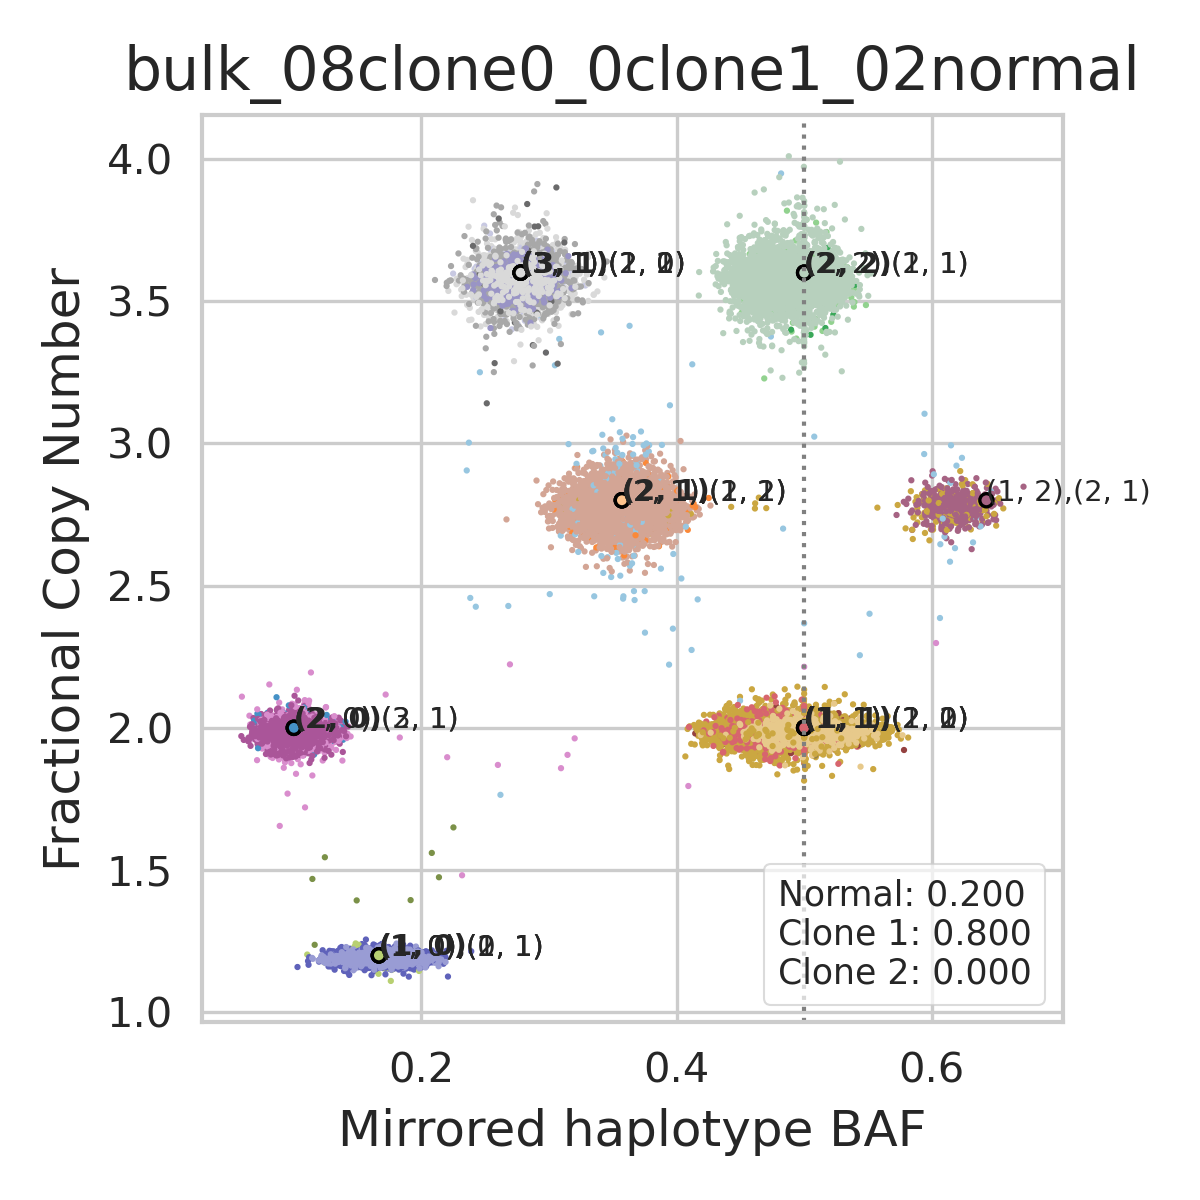 bulk_08clone0_0clone1_02normal
4.0
3.5
3.0
2.5
2.0
1.5
1.0
Fractional Copy Number
(1, 2),(2, 1)
Normal: 0.200
Clone 1: 0.800
Clone 2: 0.000
0.2
0.4
0.6
Mirrored haplotype BAF